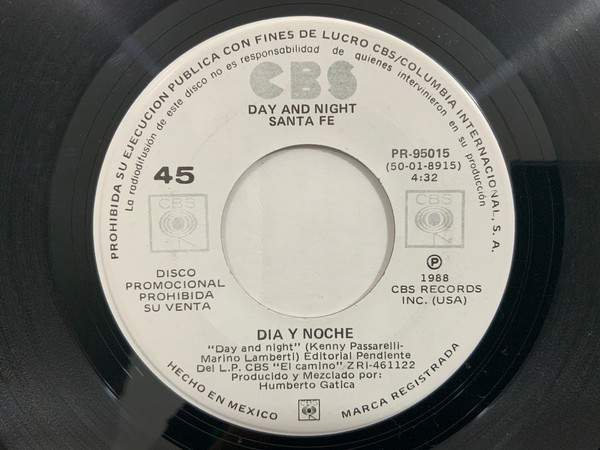 PROHIBIDA SU EJECUCION PUBLICA CON FINES DE LUCRO CBS/COLUMBIA INTERNACIONAL, S. A.
La radiodifusión de este disco no es responsabilidad de quienes intervinieron en su producción
CBS
DAY AND NIGHT
SANTA FE
45
PR-95015
(50-01-8915)
4:32
CBS
CBS
DISCO
PROMOCIONAL
PROHIBIDA
SU VENTA
P
1988
CBS RECORDS
INC. (USA)
DIA Y NOCHE
"Day and night" (Kenny Passarelli-
Marino Lamberti) Editorial Pendiente
Del L.P. CBS "El camino" ZRI-461122
Producido y Mezclado por:
Humberto Gatica
HECHO EN MEXICO
MARCA REGISTRADA